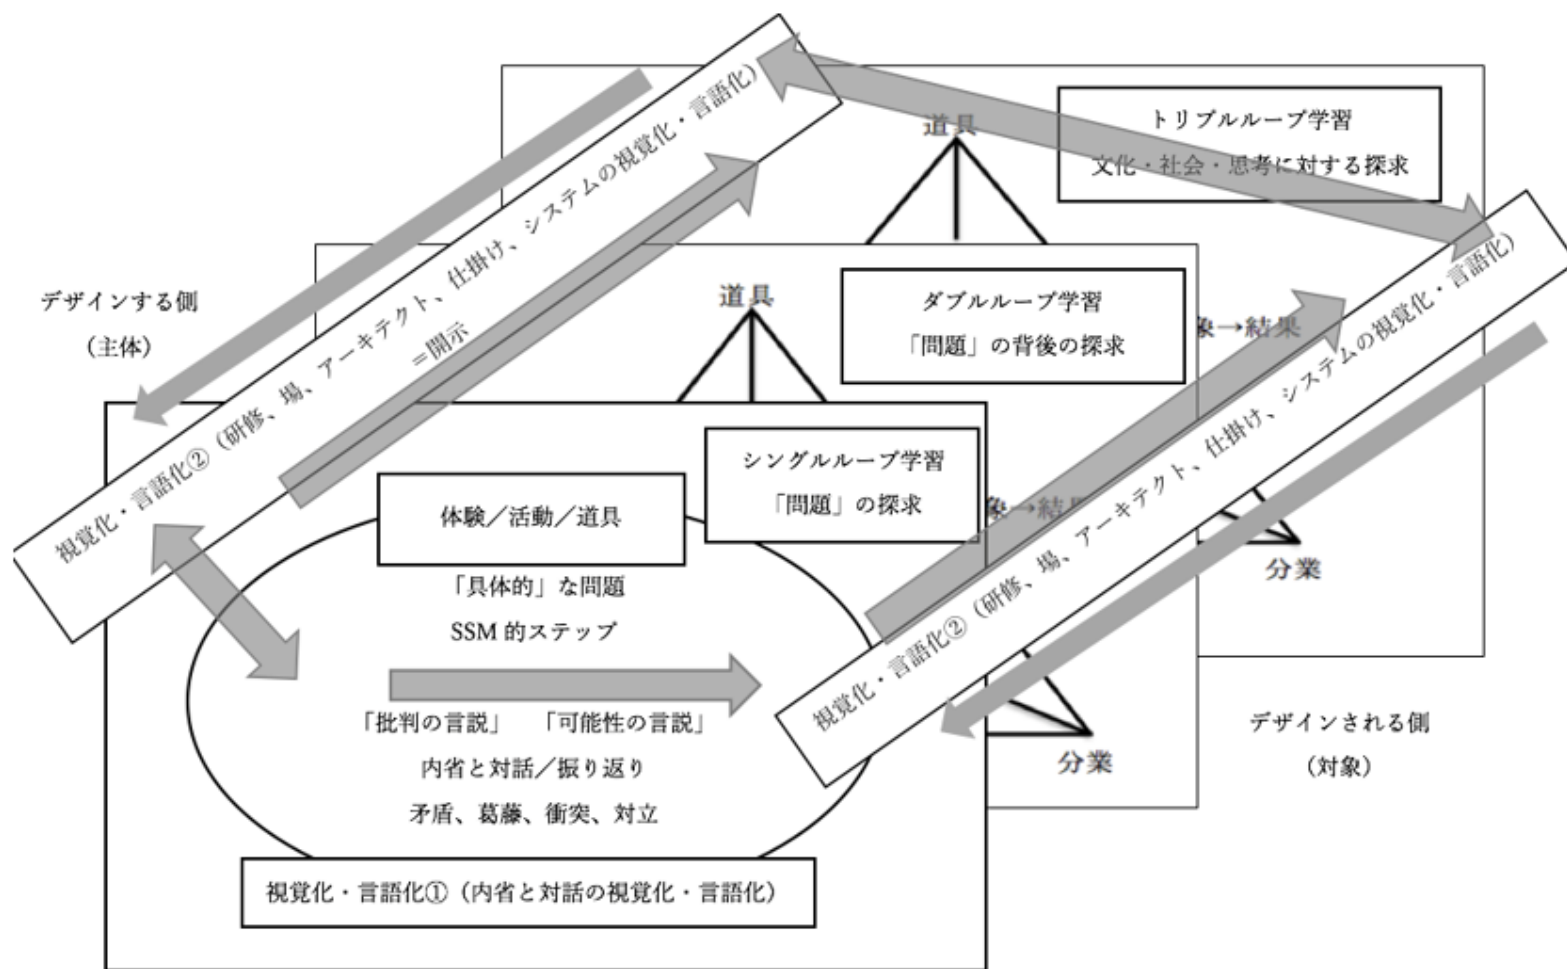 視覚化・言語化②（研修、場、アーキテクト、仕掛け、システムの視覚化・言語化）
＝開示
道具
トリプルループ学習
文化・社会・思考に対する探求
デザインする側
（主体）
道具
ダブルループ学習
「問題」の背後の探求
象→結果
シングルループ学習
「問題」の探求
象→結果
体験／活動／道具
「具体的」な問題
SSM 的ステップ
分業
視覚化・言語化②（研修、場、アーキテクト、仕掛け、システムの視覚化・言語化）
「批判の言説」 「可能性の言説」
内省と対話／振り返り
矛盾、葛藤、衝突、対立
分業
デザインされる側
（対象）
視覚化・言語化①（内省と対話の視覚化・言語化）